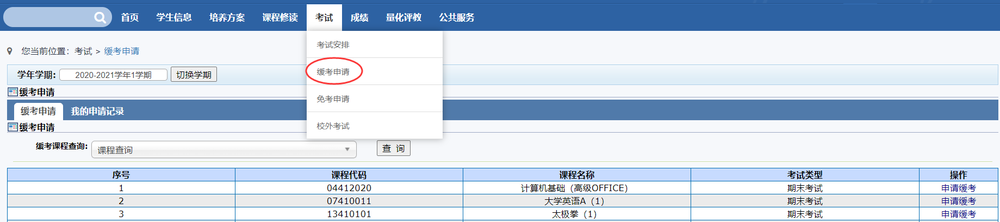 首页 学生信息 培养方案 课程修读 考试 成绩 量化评教 公共服务
考试安排
缓考申请
免考申请
校外考试
您当前位置：考试 > 缓考申请
学年学期: 2020-2021学年1学期 切换学期
缓考申请
缓考申请 我的申请记录
缓考申请
缓考课程查询: 课程查询 查 询
序号 课程代码 课程名称 考试类型 操作
1 04412020 计算机基础（高级OFFICE） 期末考试 申请缓考
2 07410011 大学英语A（1） 期末考试 申请缓考
3 13410101 太极拳（1） 期末考试 申请缓考